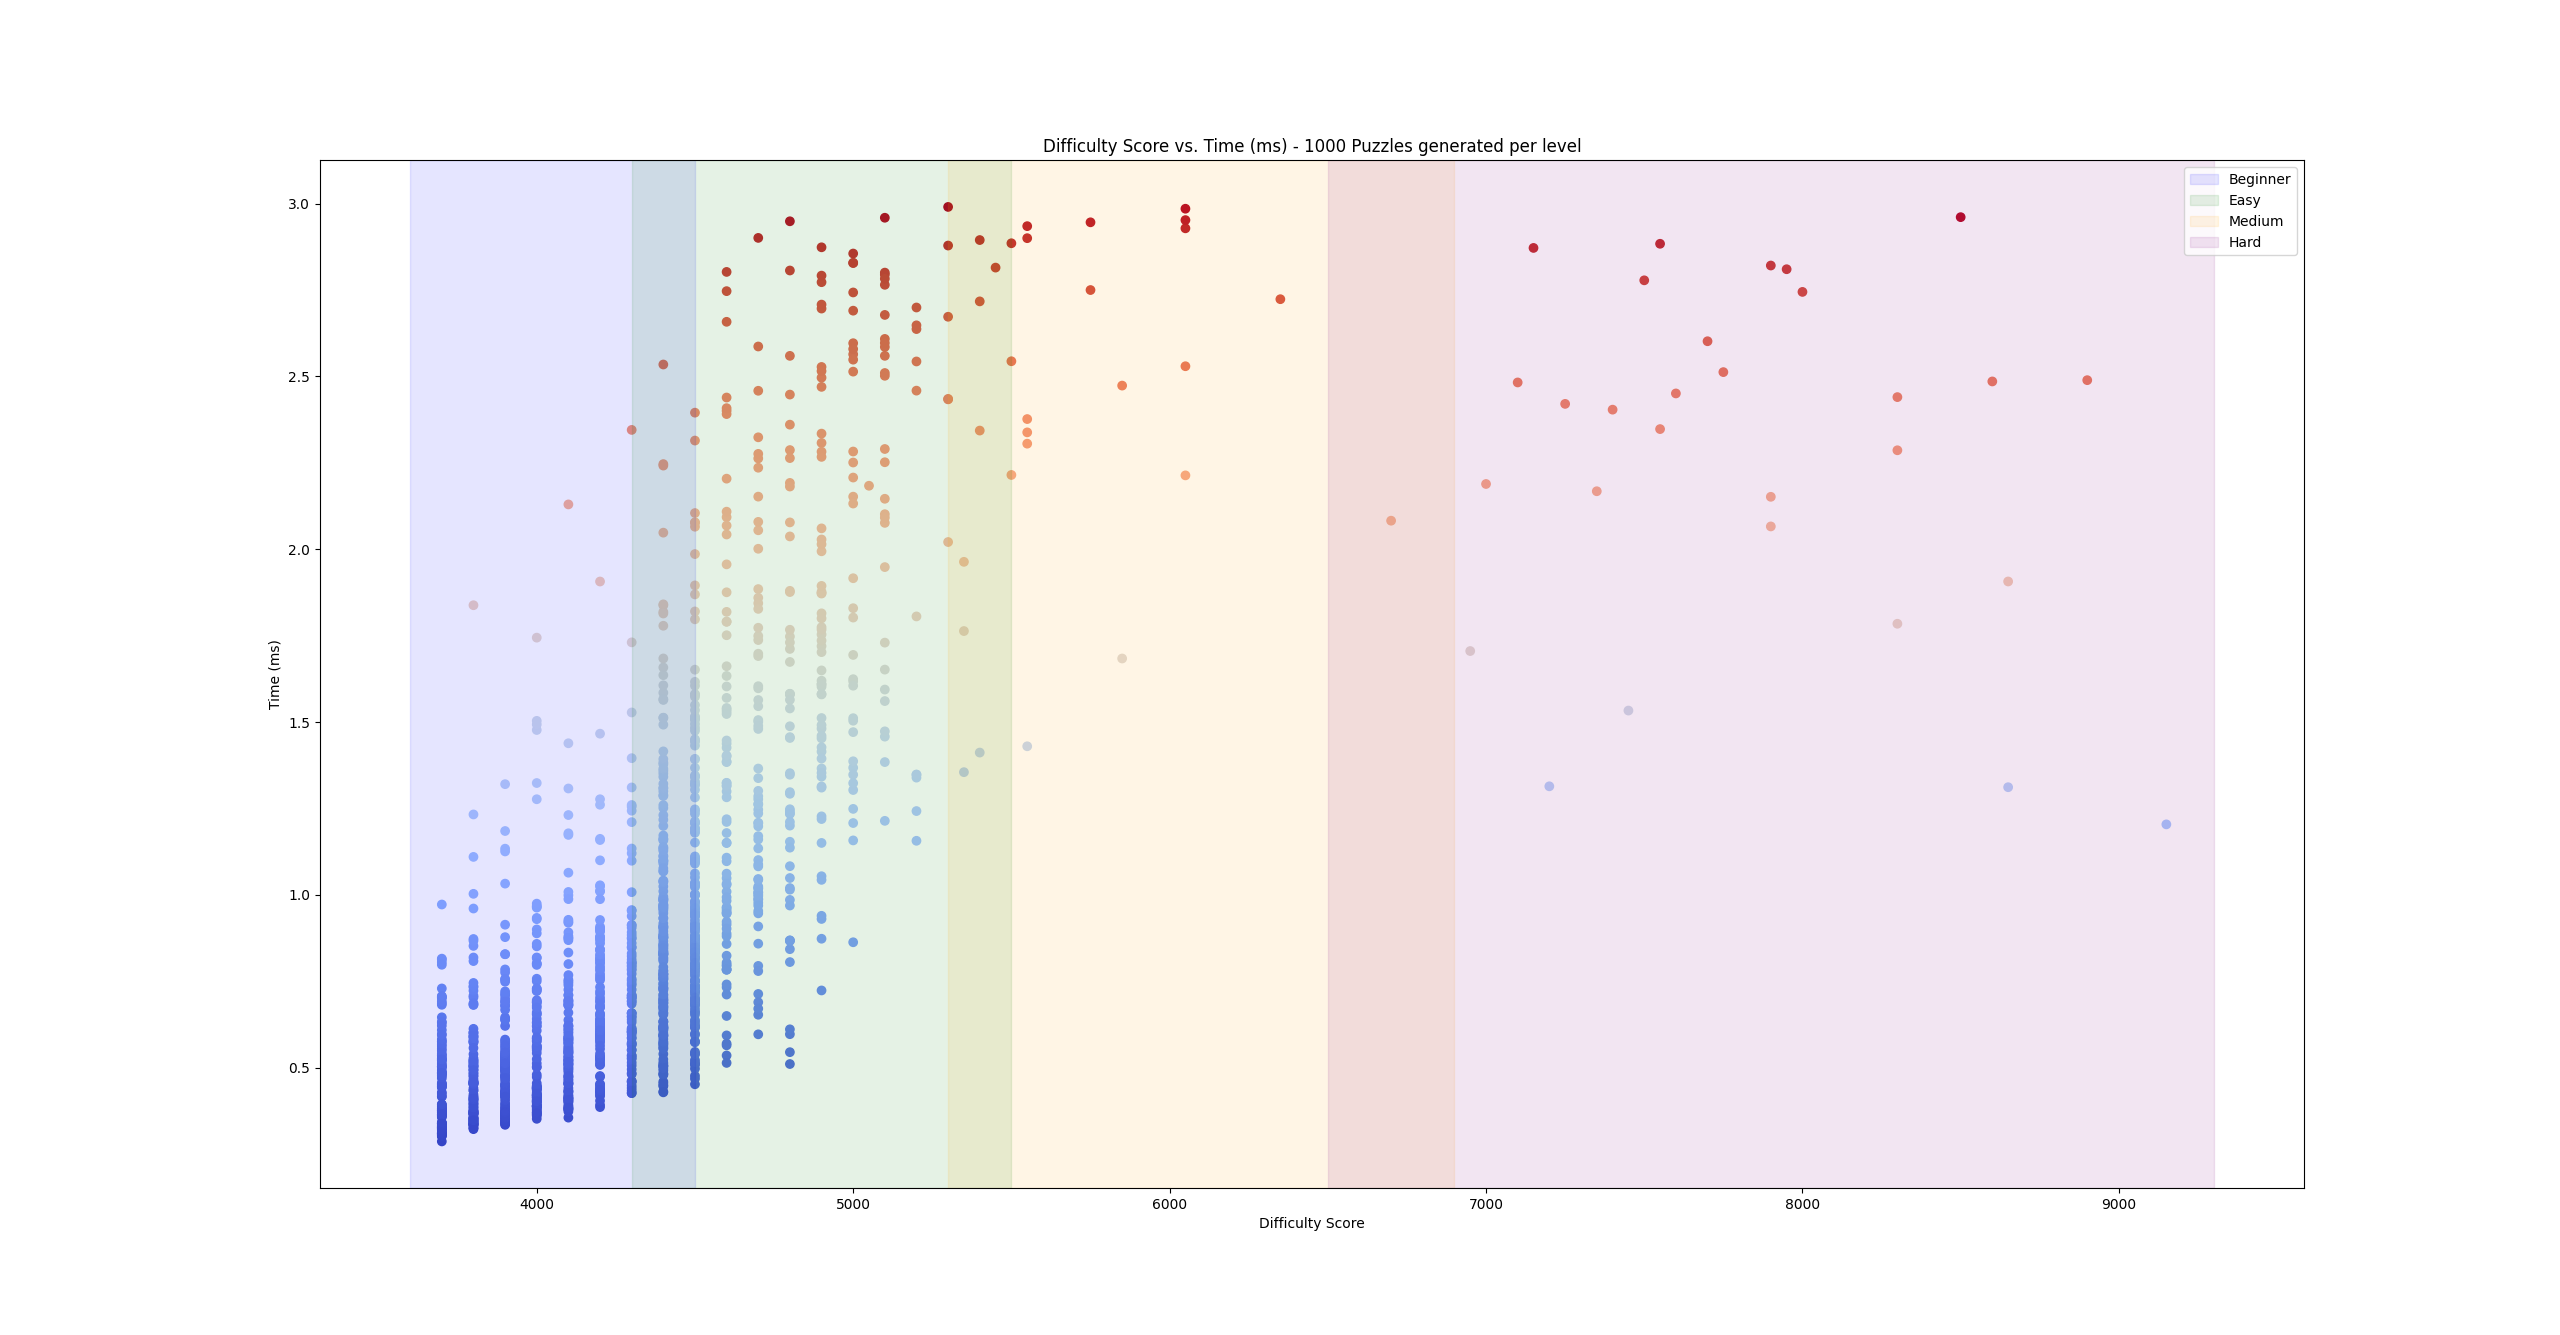 Difficulty Score vs. Time (ms) - 1000 Puzzles generated per level
Beginner
Easy
Medium
Hard
3.0
2.5
2.0
1.5
1.0
0.5
Time (ms)
4000 5000 6000 7000 8000 9000
Difficulty Score